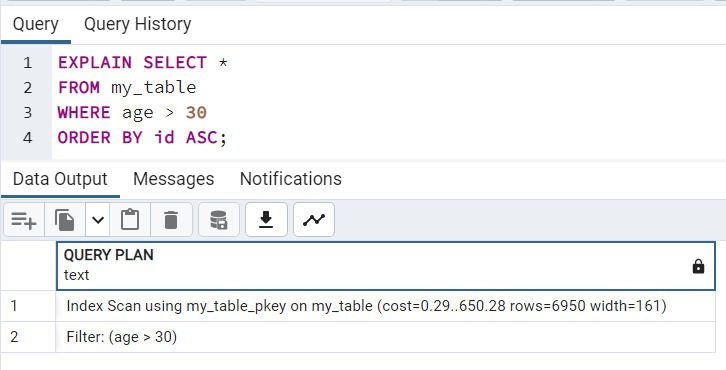 Query Query History
1 EXPLAIN SELECT *
2 FROM my_table
3 WHERE age > 30
4 ORDER BY id ASC;
Data Output Messages Notifications
QUERY PLAN
text
1 Index Scan using my_table_pkey on my_table (cost=0.29..650.28 rows=6950 width=161)
2 Filter: (age > 30)